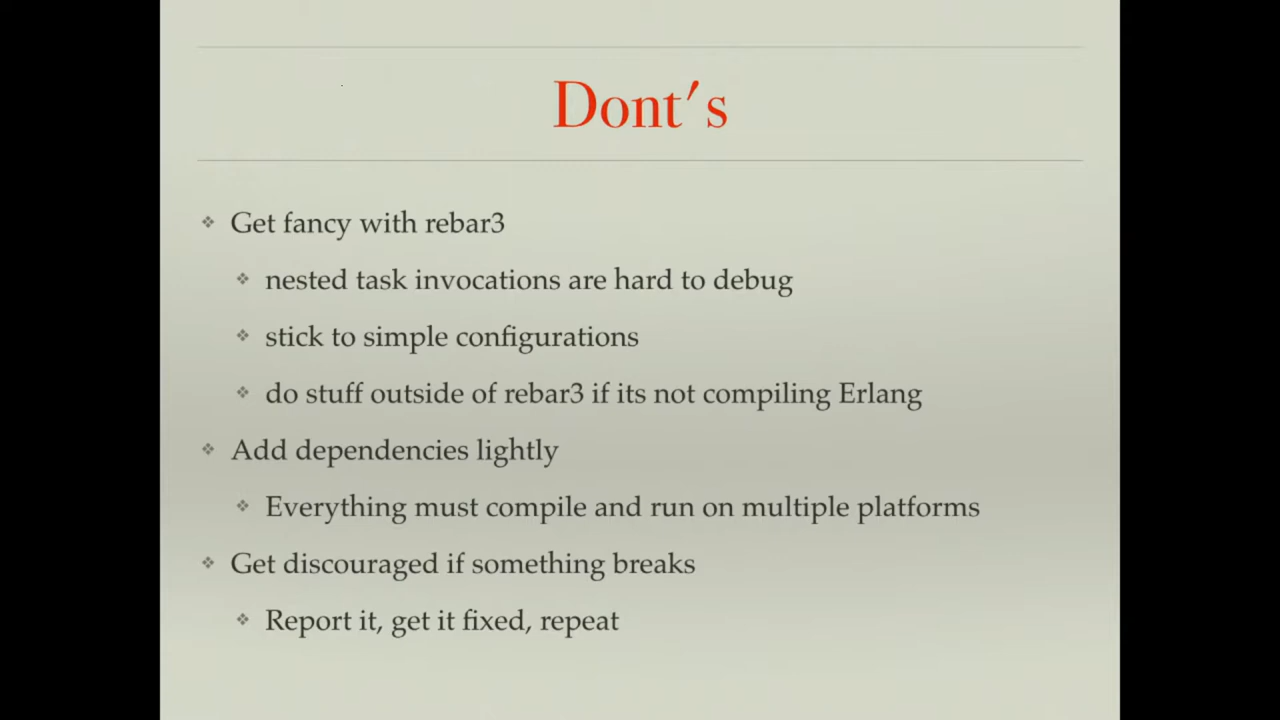 Dont's
Get fancy with rebar3
nested task invocations are hard to debug
stick to simple configurations
do stuff outside of rebar3 if its not compiling Erlang
Add dependencies lightly
Everything must compile and run on multiple platforms
Get discouraged if something breaks
Report it, get it fixed, repeat